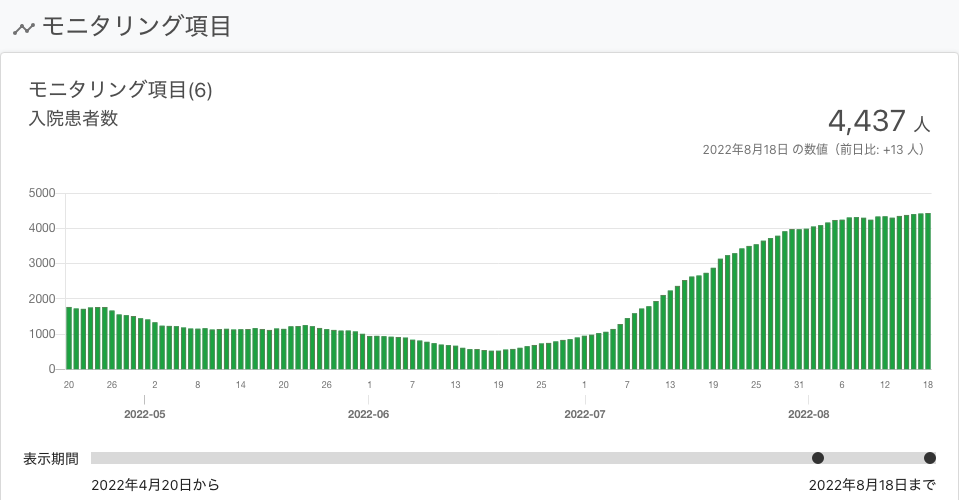 モニタリング項目
モニタリング項目(6)
入院患者数
4,437 人
2022年8月18日 の数値（前日比: +13 人）
5000
4000
3000
2000
1000
0
20 26 2 8 14 20 26 1 7 13 19 25 1 7 13 19 25 31 6 12 18
2022-05 2022-06 2022-07 2022-08
表示期間
2022年4月20日から 2022年8月18日まで